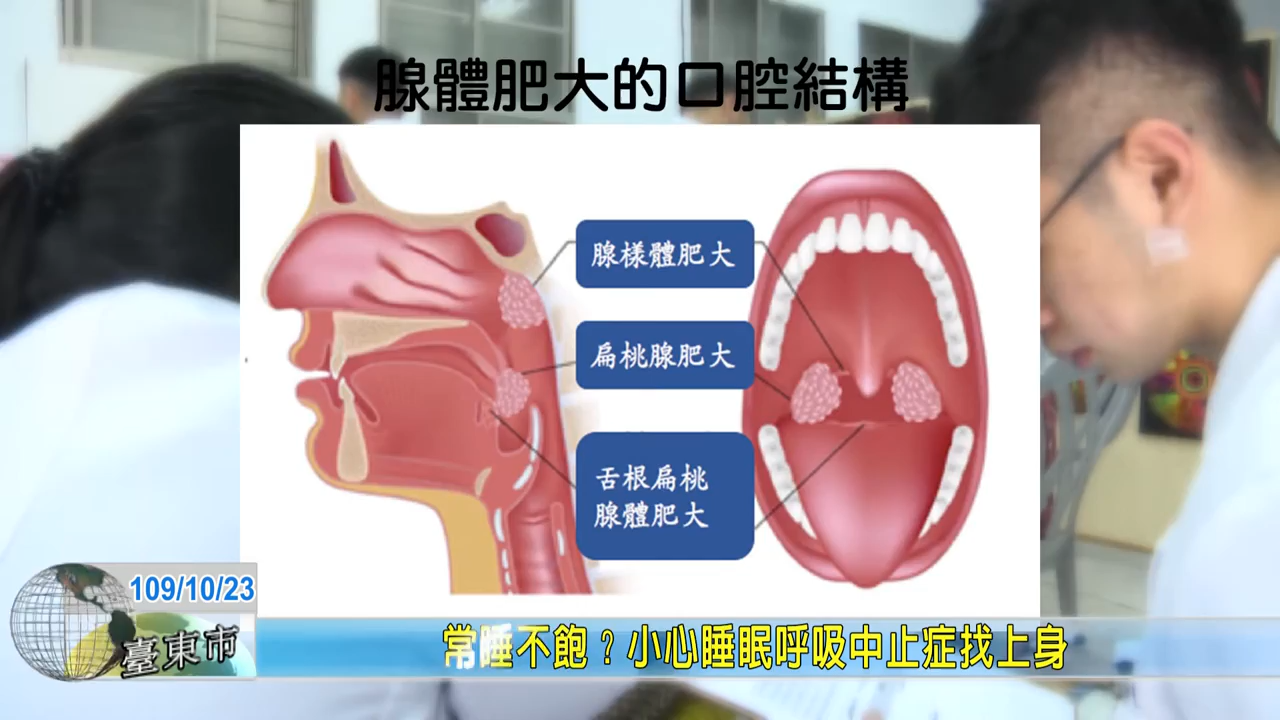 腺體肥大的口腔結構
腺樣體肥大
扁桃腺肥大
舌根扁桃
腺體肥大
109/10/23
臺東市
常睡不飽？小心睡眠呼吸中止症找上身